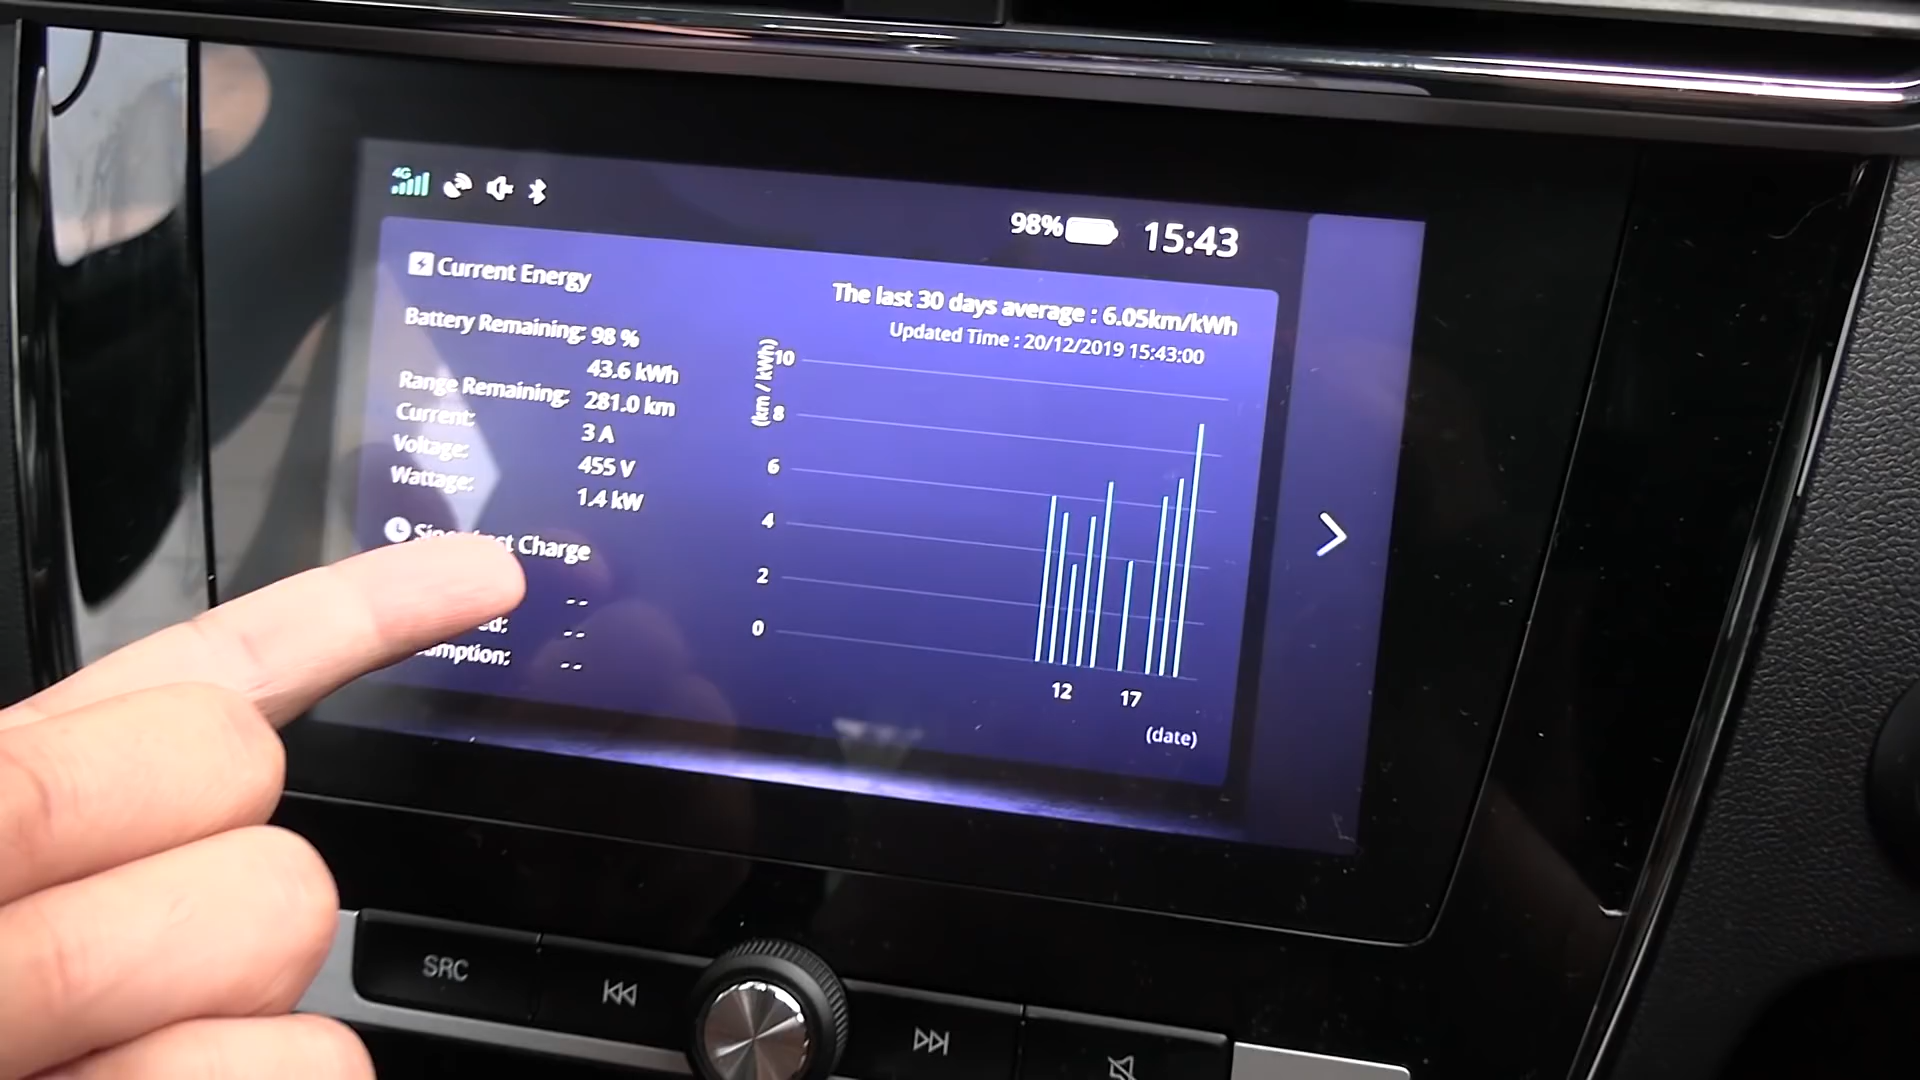 4G
98%
15:43
Current Energy
Battery Remaining: 98 %
43.6 kWh
Range Remaining: 281.0 km
Current: 3 A
Voltage: 455 V
Wattage: 1.4 kW
Charge
--
--
--
The last 30 days average : 6.05km/kWh
Updated Time : 20/12/2019 15:43:00
(km / kWh)
10
8
6
4
2
0
12
17
(date)
SRC